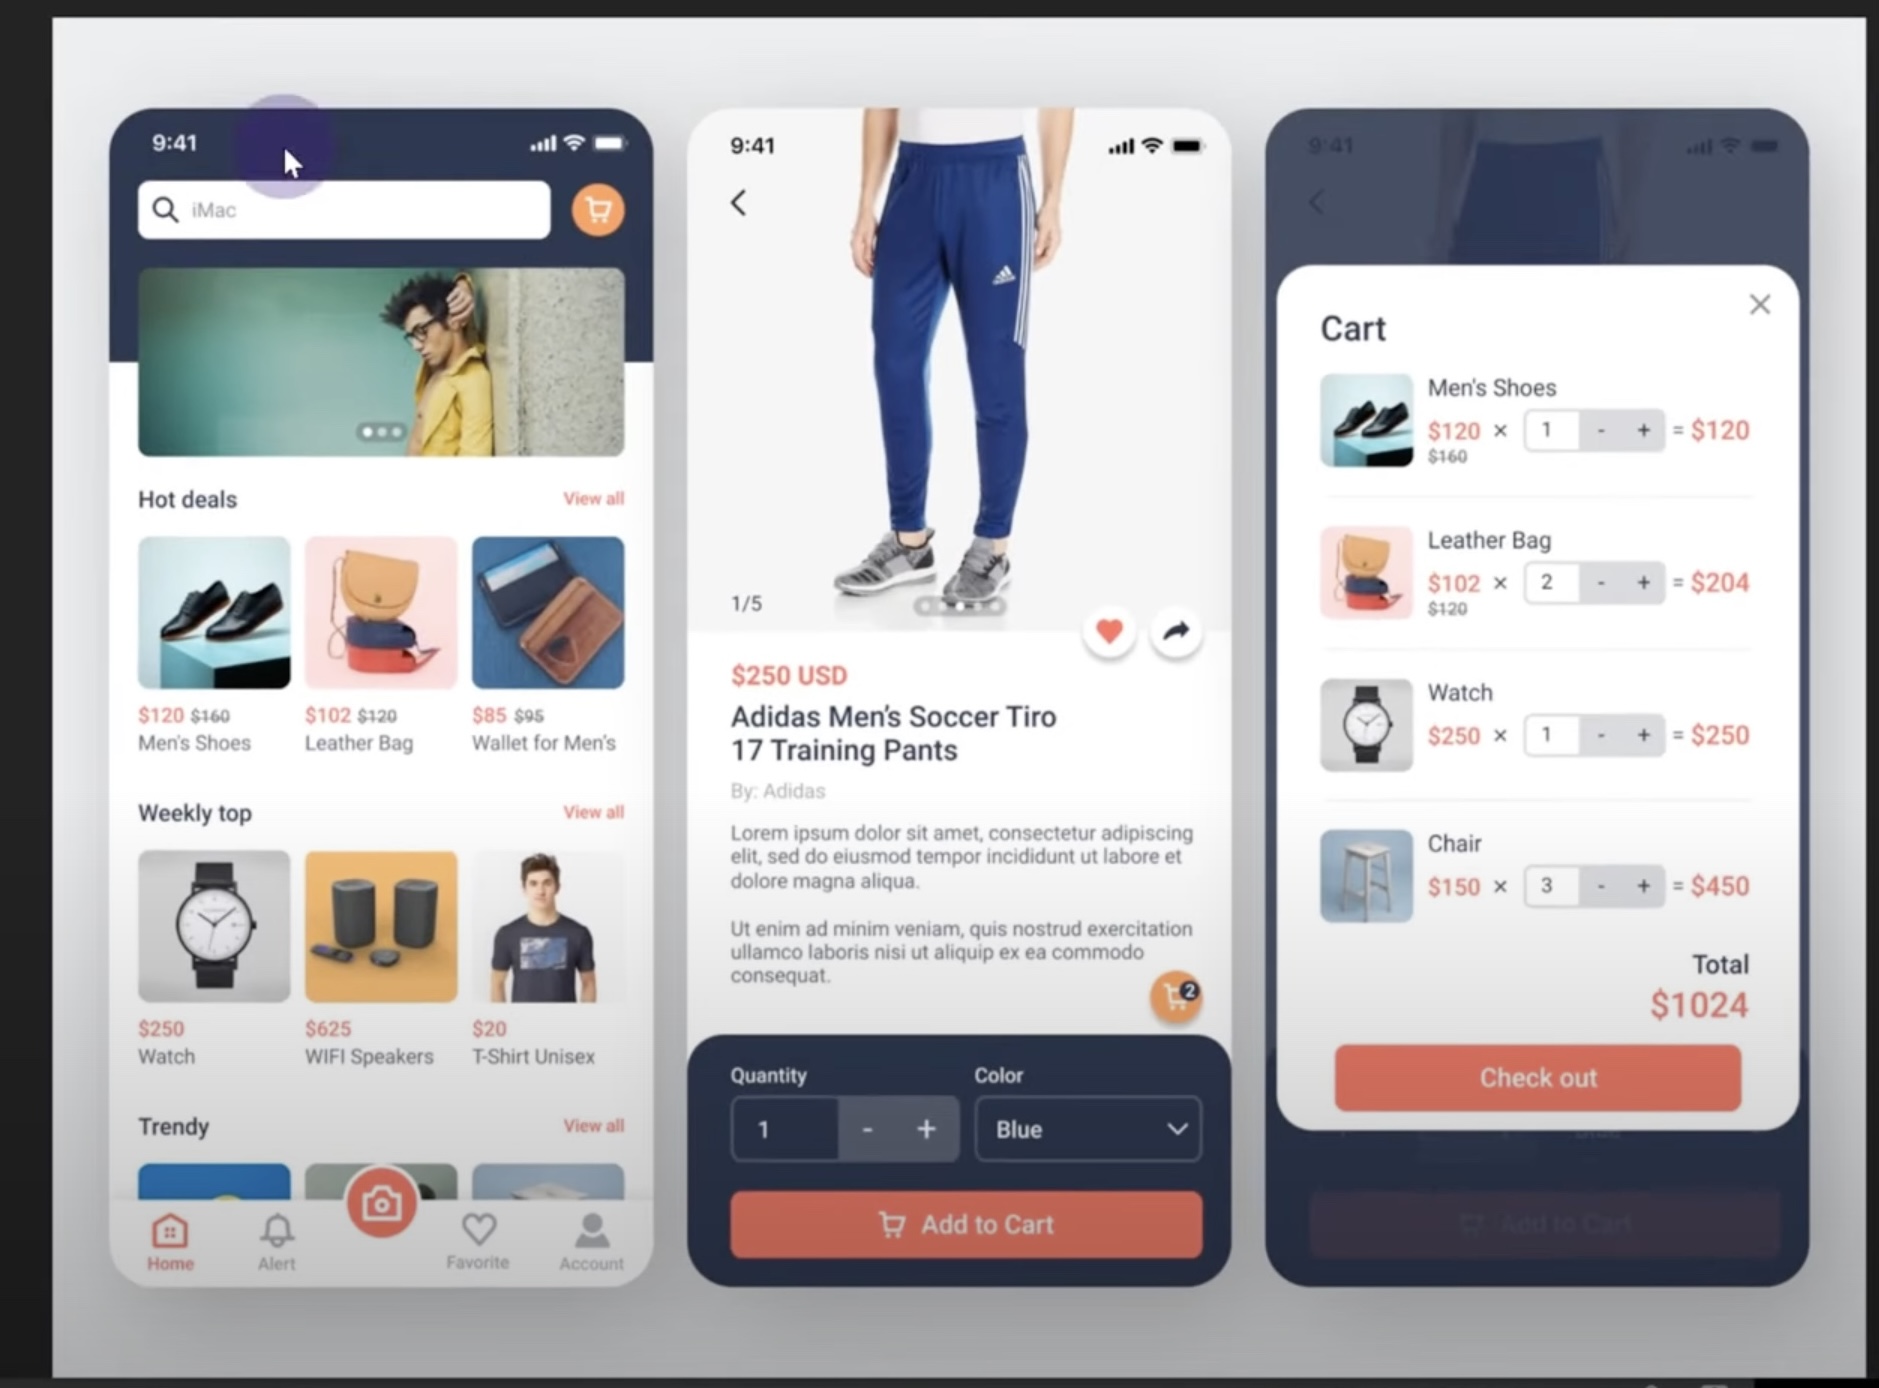 9:41
iMac
Hot deals
View all
$120 $160
Men's Shoes
$102 $120
Leather Bag
$85 $95
Wallet for Men's
Weekly top
View all
$250
Watch
$625
WIFI Speakers
$20
T-Shirt Unisex
Trendy
View all
Home
Alert
Favorite
Account
9:41
1/5
$250 USD
Adidas Men's Soccer Tiro
17 Training Pants
By: Adidas
Lorem ipsum dolor sit amet, consectetur adipiscing
elit, sed do eiusmod tempor incididunt ut labore et
dolore magna aliqua.
Ut enim ad minim veniam, quis nostrud exercitation
ullamco laboris nisi ut aliquip ex ea commodo
consequat.
2
Quantity
Color
1 - +
Blue
Add to Cart
9:41
Cart
Men's Shoes
$120 × 1 - + = $120
$160
Leather Bag
$102 × 2 - + = $204
$120
Watch
$250 × 1 - + = $250
Chair
$150 × 3 - + = $450
Total
$1024
Check out
Blue
Add to Cart